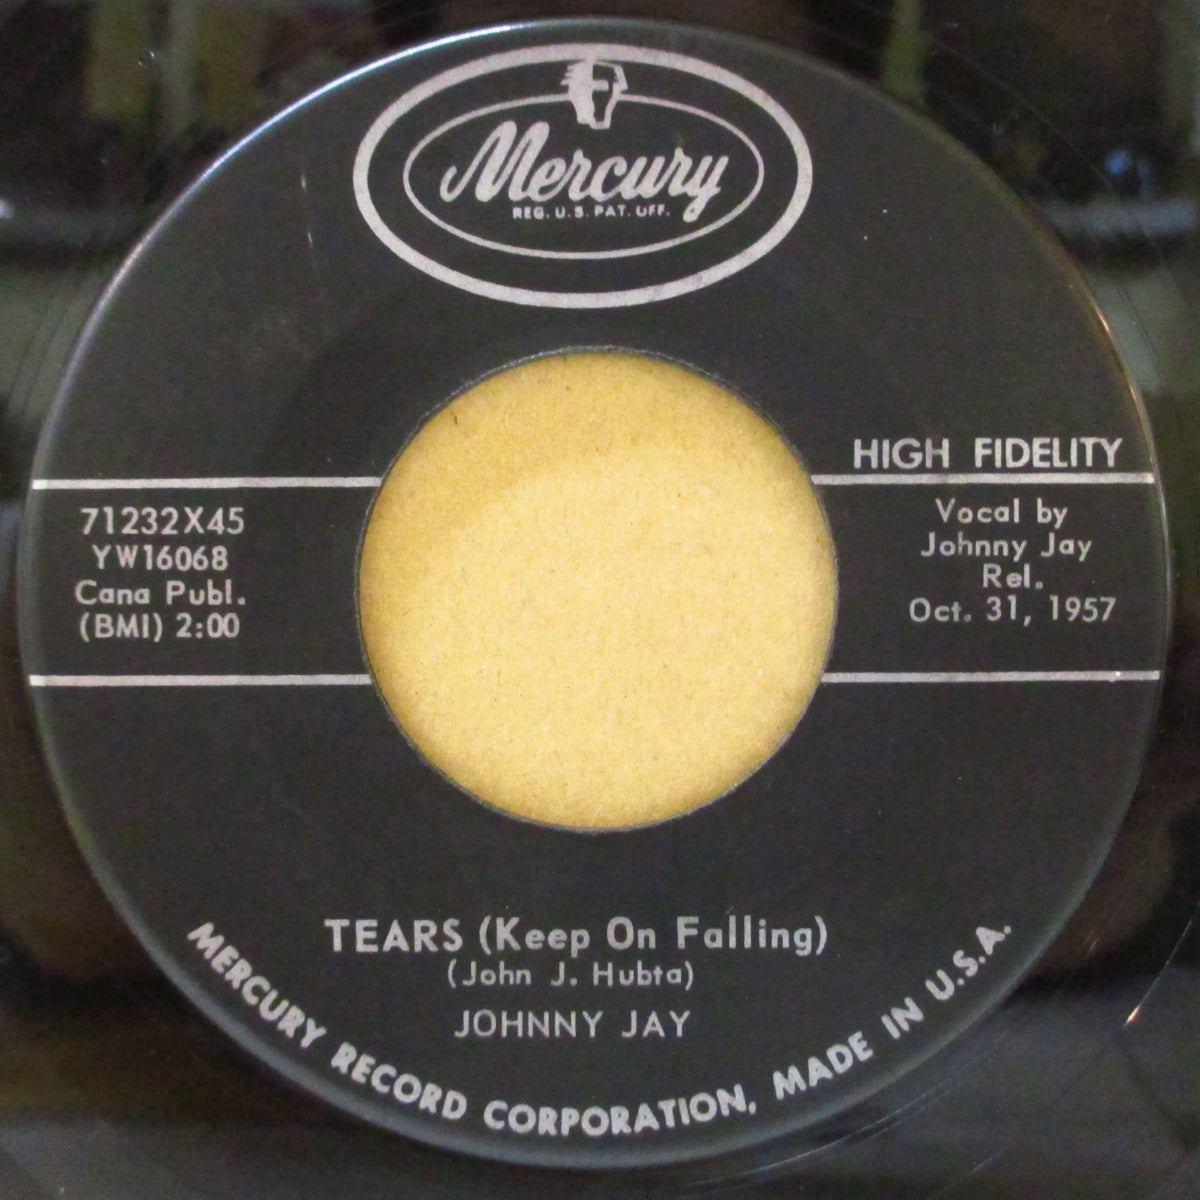 Mercury
REG. U.S. PAT. OFF.
HIGH FIDELITY
71232X45
YW16068
Cana Publ.
(BMI) 2:00
Vocal by
Johnny Jay
Rel.
Oct. 31, 1957
TEARS (Keep On Falling)
(John J. Hubta)
JOHNNY JAY
MERCURY RECORD CORPORATION, MADE IN U.S.A.